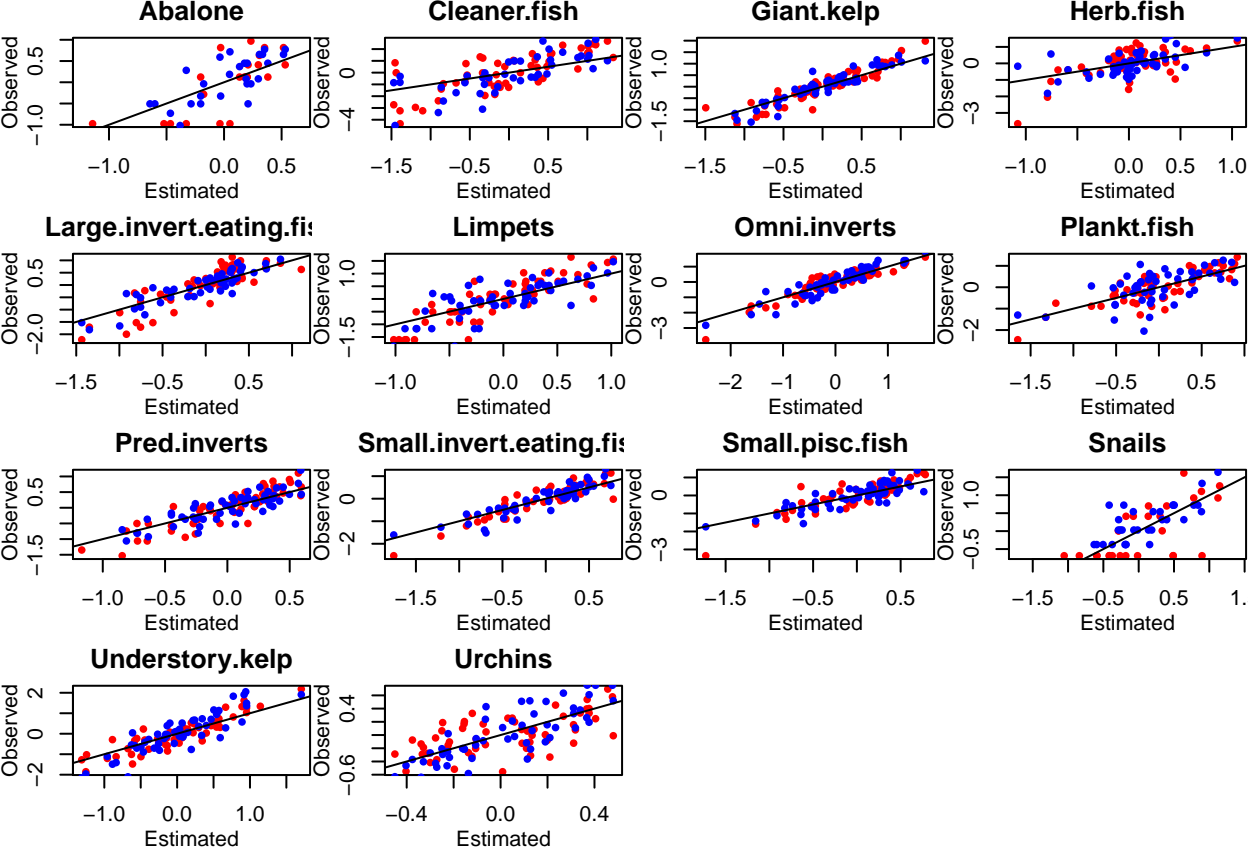 Abalone
Observed
0.5
−1.0
−1.0 0.0 0.5
Estimated
Cleaner.fish
Observed
0
−4
−1.5 −0.5 0.5
Estimated
Giant.kelp
Observed
1.0
−1.5
−1.5 −0.5 0.5
Estimated
Herb.fish
Observed
0
−3
−1.0 0.0 0.5 1.0
Estimated
Large.invert.eating.fis
Observed
0.5
−2.0
−1.5 −0.5 0.5
Estimated
Limpets
Observed
1.0
−1.5
−1.0 0.0 0.5 1.0
Estimated
Omni.inverts
Observed
0
−3
−2 −1 0 1
Estimated
Plankt.fish
Observed
0
−2
−1.5 −0.5 0.5
Estimated
Pred.inverts
Observed
0.5
−1.5
−1.0 0.0 0.5
Estimated
Small.invert.eating.fis
Observed
0
−2
−1.5 −0.5 0.5
Estimated
Small.pisc.fish
Observed
0
−3
−1.5 −0.5 0.5
Estimated
Snails
Observed
1.0
−0.5
−1.5 −0.5 0.5 1.
Estimated
Understory.kelp
Observed
2
0
−2
−1.0 0.0 1.0
Estimated
Urchins
Observed
0.4
−0.6
−0.4 0.0 0.4
Estimated